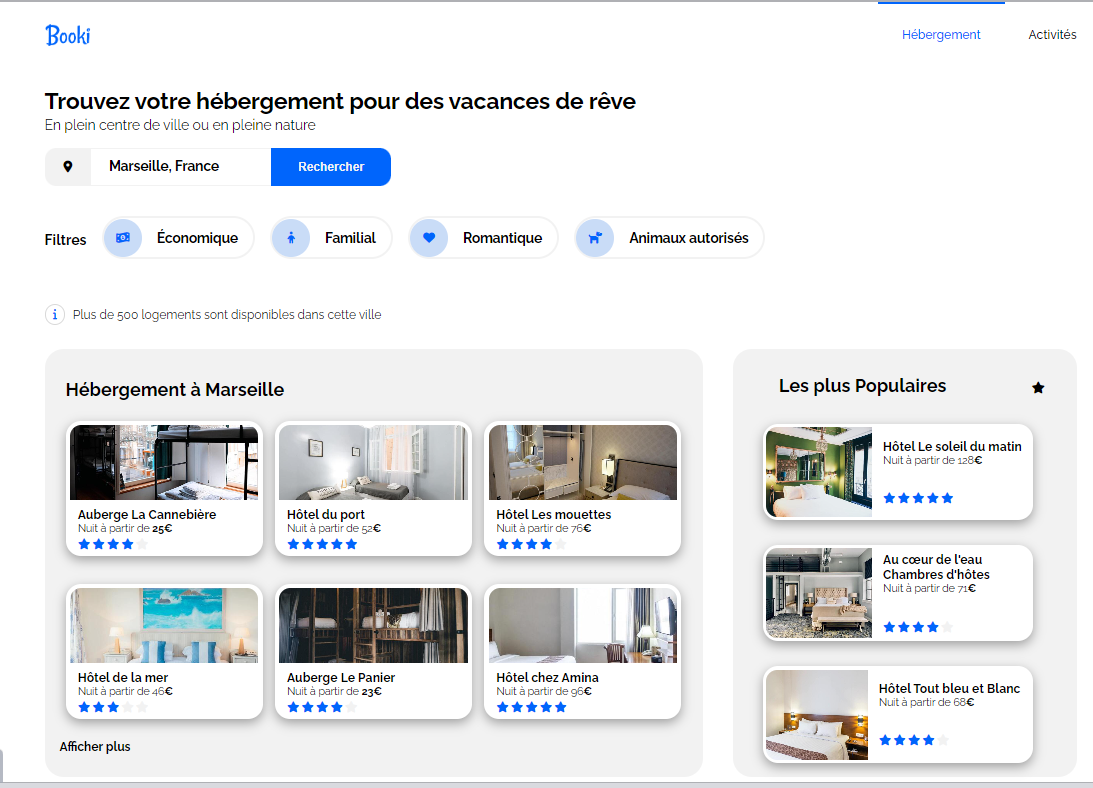 Booki
Hébergement
Activités
Trouvez votre hébergement pour des vacances de rêve
En plein centre de ville ou en pleine nature
Marseille, France
Rechercher
Filtres
Économique
Familial
Romantique
Animaux autorisés
i
Plus de 500 logements sont disponibles dans cette ville
Hébergement à Marseille
Auberge La Cannebière
Nuit à partir de 25€
Hôtel du port
Nuit à partir de 52€
Hôtel Les mouettes
Nuit à partir de 76€
Hôtel de la mer
Nuit à partir de 46€
Auberge Le Panier
Nuit à partir de 23€
Hôtel chez Amina
Nuit à partir de 96€
Afficher plus
Les plus Populaires
Hôtel Le soleil du matin
Nuit à partir de 128€
Au cœur de l'eau
Chambres d'hôtes
Nuit à partir de 71€
Hôtel Tout bleu et Blanc
Nuit à partir de 68€